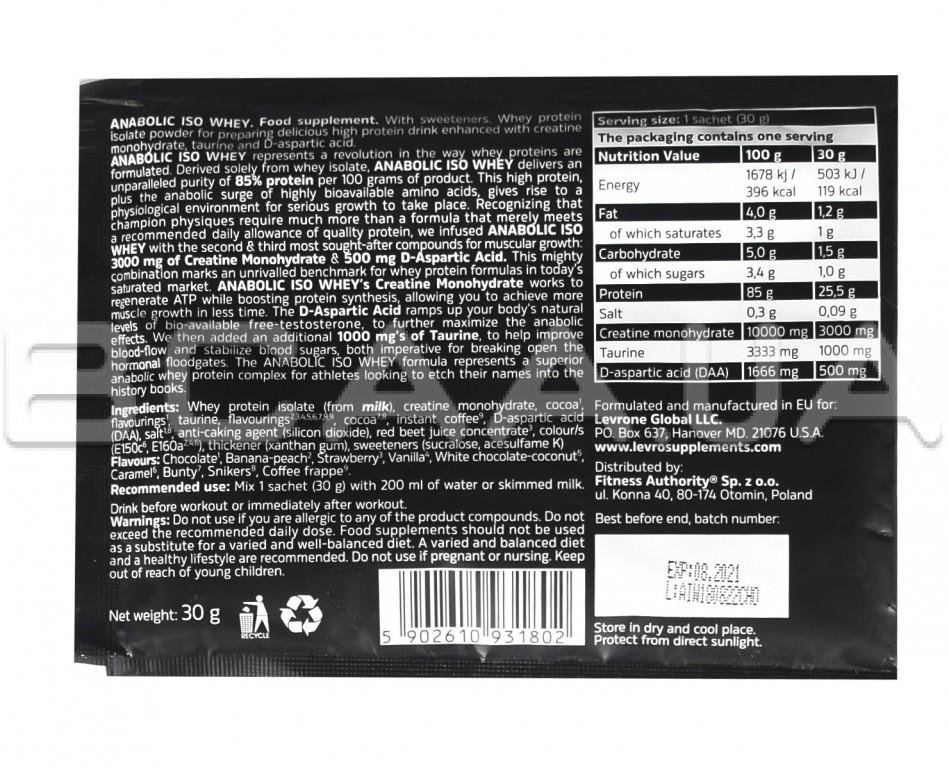 ANABOLIC ISO WHEY. Food supplement. With sweeteners. Whey protein
isolate powder for preparing delicious high protein drink enhanced with creatine
monohydrate, taurine and D-aspartic acid.
ANABOLIC ISO WHEY represents a revolution in the way whey proteins are
formulated. Derived solely from whey isolate, ANABOLIC ISO WHEY delivers an
unparalleled purity of 85% protein per 100 grams of product. This high protein,
plus the anabolic surge of highly bioavailable amino acids, gives rise to a
physiological environment for serious growth to take place. Recognizing that
champion physiques require much more than a formula that merely meets
a recommended daily allowance of quality protein, we infused ANABOLIC ISO
WHEY with the second & third most sought-after compounds for muscular growth:
3000 mg of Creatine Monohydrate & 500 mg D-Aspartic Acid. This mighty
combination marks an unrivalled benchmark for whey protein formulas in today's
saturated market. ANABOLIC ISO WHEY's Creatine Monohydrate works to
regenerate ATP while boosting protein synthesis, allowing you to achieve more
muscle growth in less time. The D-Aspartic Acid ramps up your body's natural
levels of bio-available free-testosterone, to further maximize the anabolic
effects. We then added an additional 1000 mg's of Taurine, to help improve
blood-flow and stabilize blood sugars, both imperative for breaking open the
hormonal floodgates. The ANABOLIC ISO WHEY formula represents a superior
anabolic whey protein complex for athletes looking to etch their names into the
history books.
Ingredients: Whey protein isolate (from milk), creatine monohydrate, cocoa¹,
flavourings¹, taurine, flavourings²,³,⁴,⁵,⁶,⁷,⁸,⁹, cocoa⁷,⁸, instant coffee⁹, D-aspartic acid
(DAA), salt¹,⁸, anti-caking agent (silicon dioxide), red beet juice concentrate³, colour/s
(E150c⁶, E160a²,⁴,⁶), thickener (xanthan gum), sweeteners (sucralose, acesulfame K)
Flavours: Chocolate¹, Banana-peach², Strawberry³, Vanilla⁴, White chocolate-coconut⁵,
Caramel⁶, Bunty⁷, Snikers⁸, Coffee frappe⁹.
Recommended use: Mix 1 sachet (30 g) with 200 ml of water or skimmed milk.
Drink before workout or immediately after workout.
Warnings: Do not use if you are allergic to any of the product compounds. Do not
exceed the recommended daily dose. Food supplements should not be used
as a substitute for a varied and well-balanced diet. A varied and balanced diet
and a healthy lifestyle are recommended. Do not use if pregnant or nursing. Keep
out of reach of young children.
Net weight: 30 g
RECYCLE
5 902610 931802
Serving size: 1 sachet (30 g)
The packaging contains one serving
Nutrition Value 100 g 30 g
Energy 1678 kj / 396 kcal 503 kJ / 119 kcal
Fat 4,0 g 1,2 g
of which saturates 3,3 g 1 g
Carbohydrate 5,0 g 1,5 g
of which sugars 3,4 g 1,0 g
Protein 85 g 25,5 g
Salt 0,3 g 0,09 g
Creatine monohydrate 10000 mg 3000 mg
Taurine 3333 mg 1000 mg
D-aspartic acid (DAA) 1666 mg 500 mg
Formulated and manufactured in EU for:
Levrone Global LLC.
P.O. Box 637, Hanover MD. 21076 U.S.A.
www.levrosupplements.com
Distributed by:
Fitness Authority® Sp. z o.o.
ul. Konna 40, 80-174 Otomin, Poland
Best before end, batch number:
EXP:08.2021
L:AIW180822CHO
Store in dry and cool place.
Protect from direct sunlight.
BCAA UA